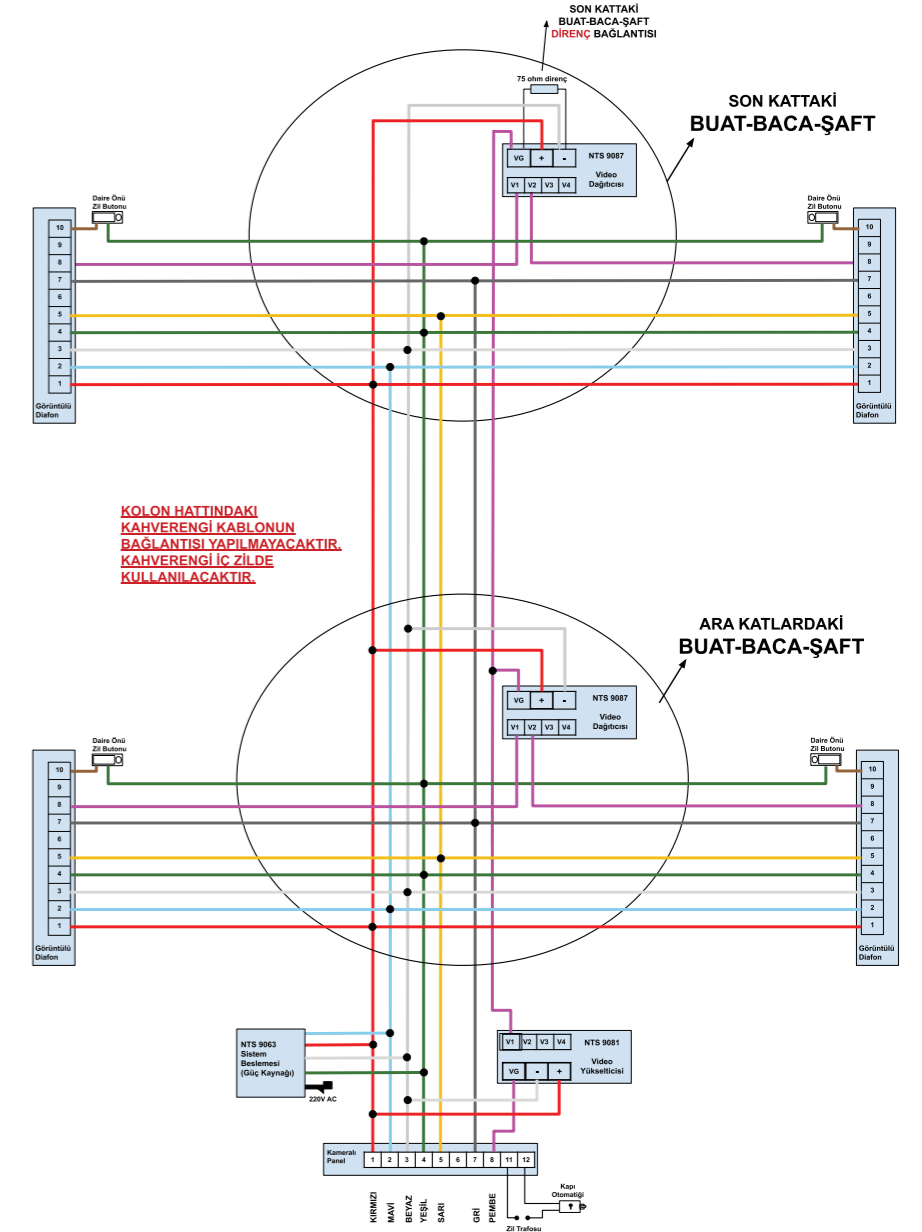 SON KATTAKİ
BUAT-BACA-ŞAFT
DİRENÇ BAĞLANTISI
75 ohm direnç
SON KATTAKİ
BUAT-BACA-ŞAFT
VG + -
NTS 9087
Video
Dağıtıcısı
V1 V2 V3 V4
Daire Önü
Zil Butonu
Daire Önü
Zil Butonu
10
9
8
7
6
5
4
3
2
1
Görüntülü
Diafon
10
9
8
7
6
5
4
3
2
1
Görüntülü
Diafon
KOLON HATTINDAKI
KAHVERENGİ KABLONUN
BAĞLANTISI YAPILMAYACAKTIR.
KAHVERENGİ İÇ ZİLDE
KULLANILACAKTIR.
ARA KATLARDAKİ
BUAT-BACA-ŞAFT
VG + -
NTS 9087
Video
Dağıtıcısı
V1 V2 V3 V4
Daire Önü
Zil Butonu
Daire Önü
Zil Butonu
10
9
8
7
6
5
4
3
2
1
Görüntülü
Diafon
10
9
8
7
6
5
4
3
2
1
Görüntülü
Diafon
NTS 9063
Sistem
Beslemesi
(Güç Kaynağı)
220V AC
V1 V2 V3 V4
NTS 9081
Video
Yükselticisi
VG - +
Kameralı
Panel
1 2 3 4 5 6 7 8 11 12
KIRMIZI
MAVİ
BEYAZ
YEŞİL
SARI
GRİ
PEMBE
Kapı
Otomatiği
Zil Trafosu